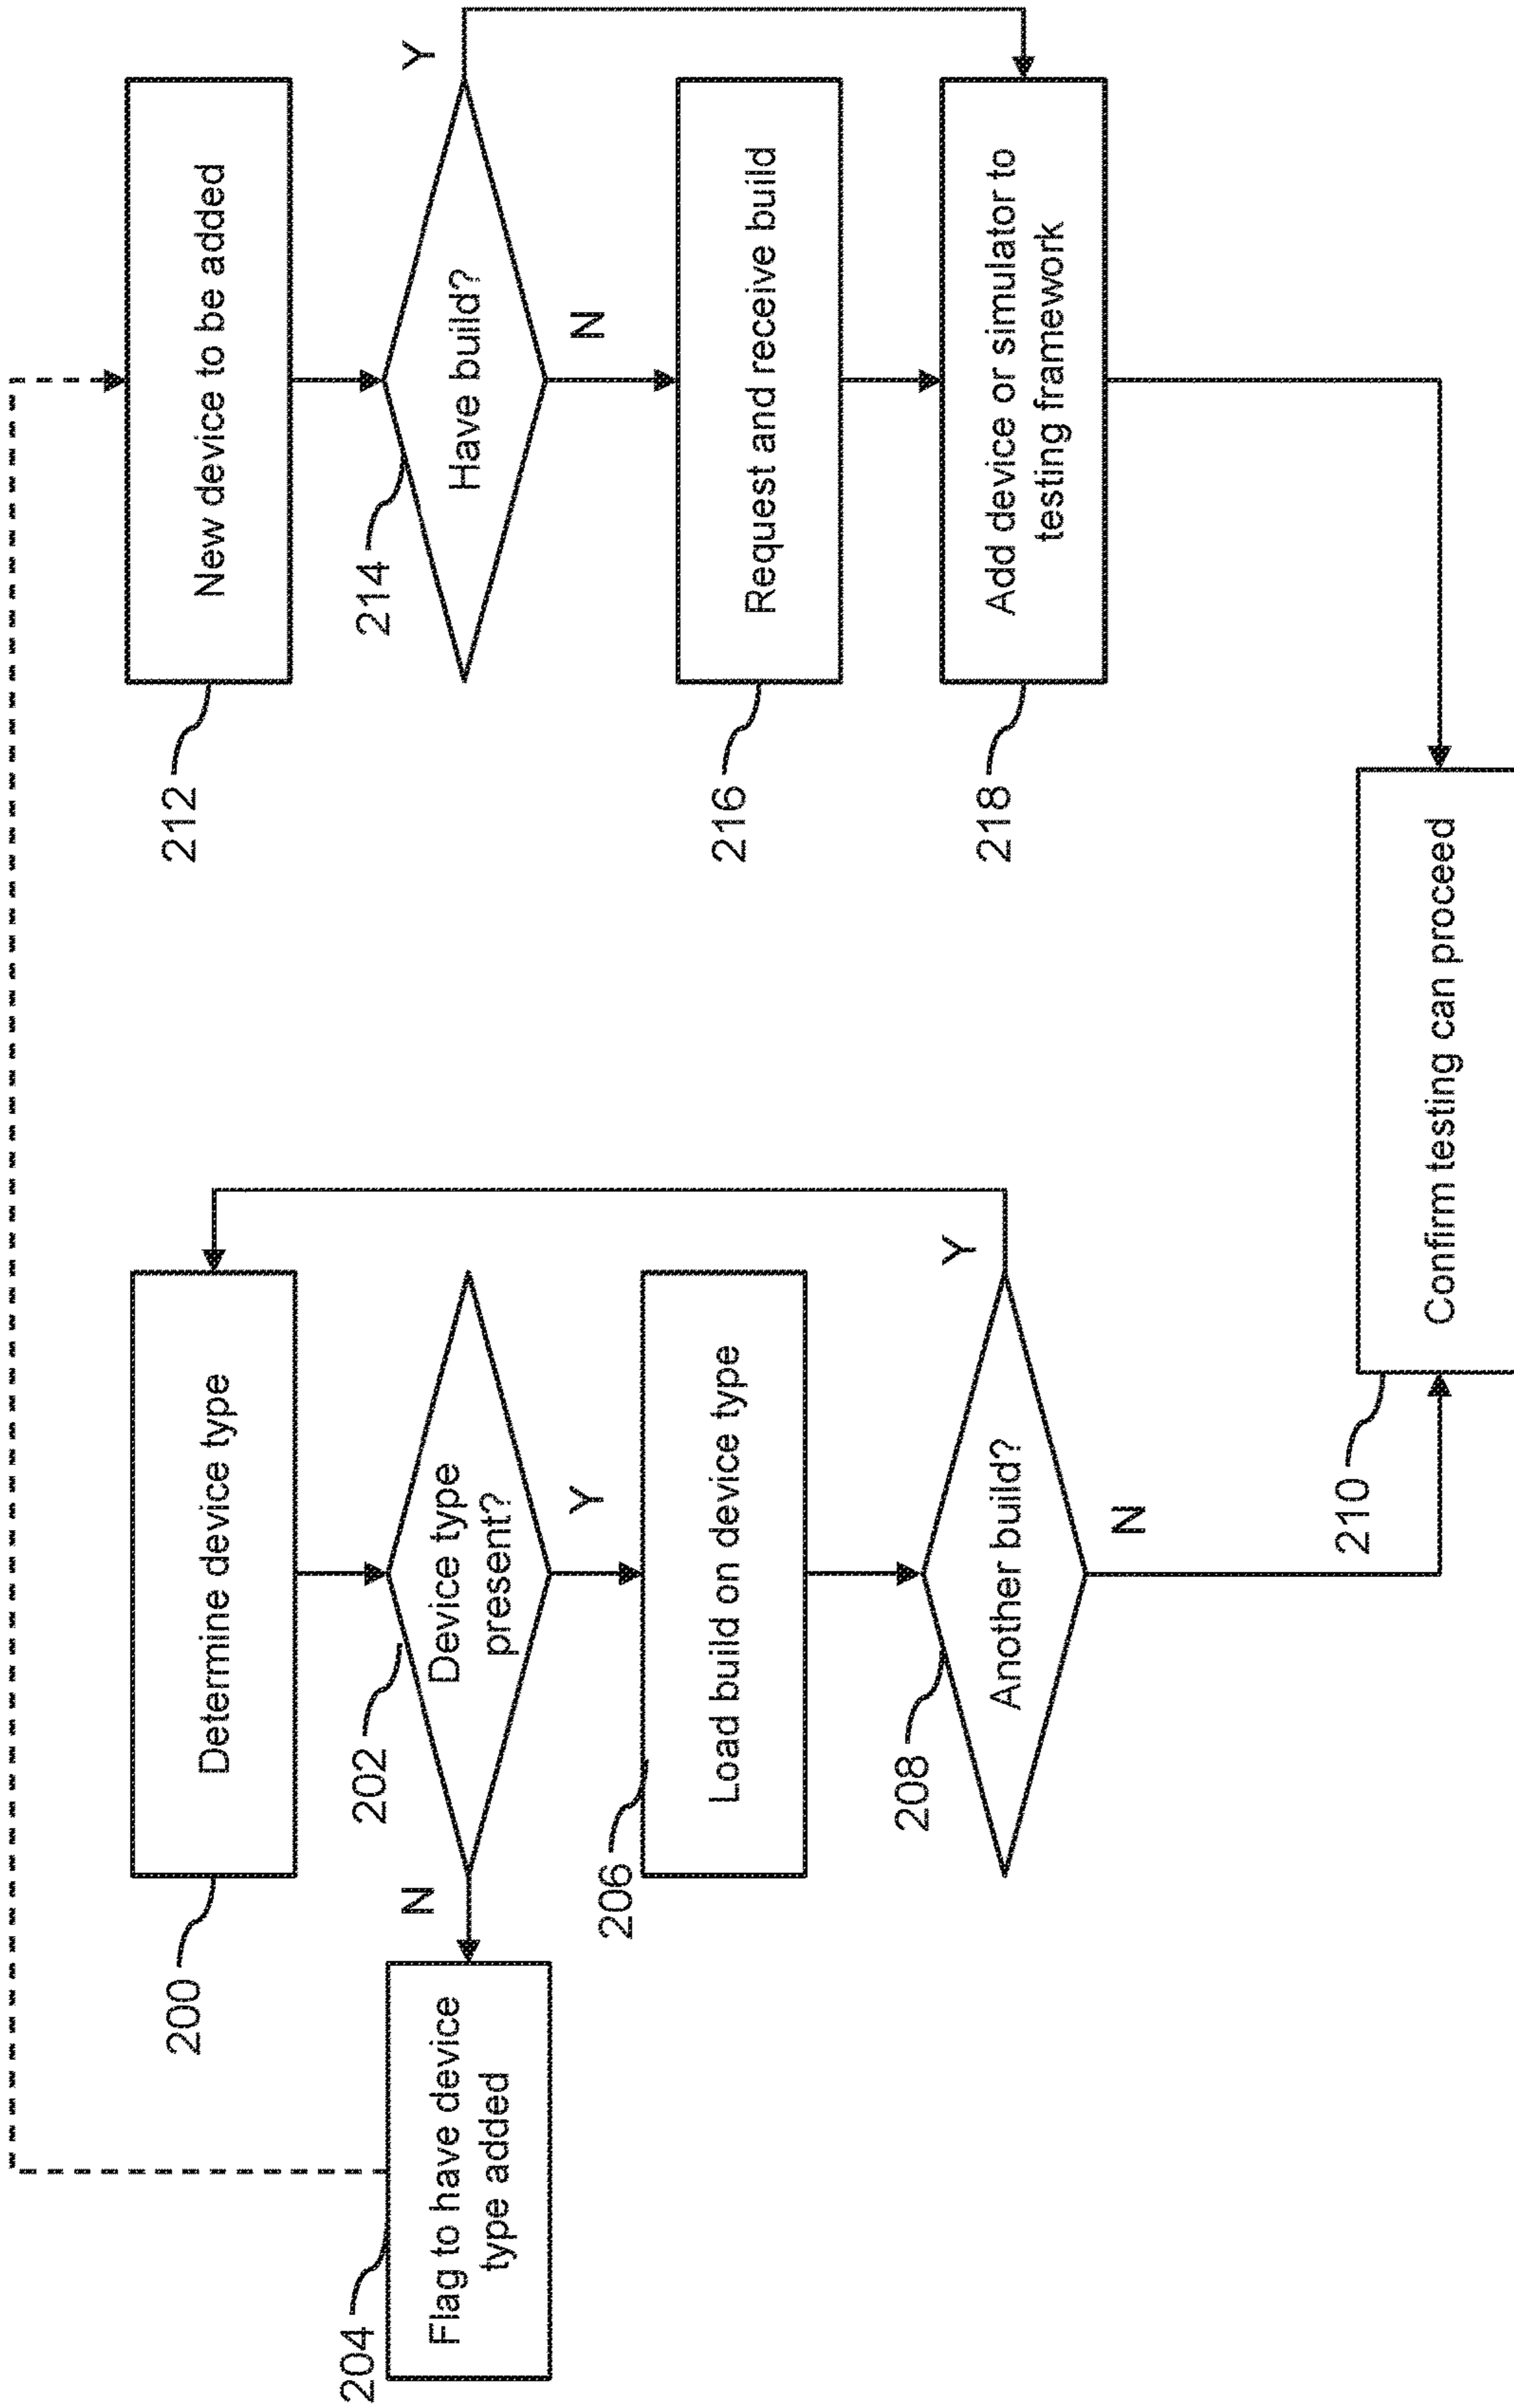 200
Determine device type
202
Device type
present?
N
Y
204
Flag to have device
type added
206
Load build on device type
208
Another build?
Y
N
210
Confirm testing can proceed
212
New device to be added
214
Have build?
Y
N
216
Request and receive build
218
Add device or simulator to
testing framework